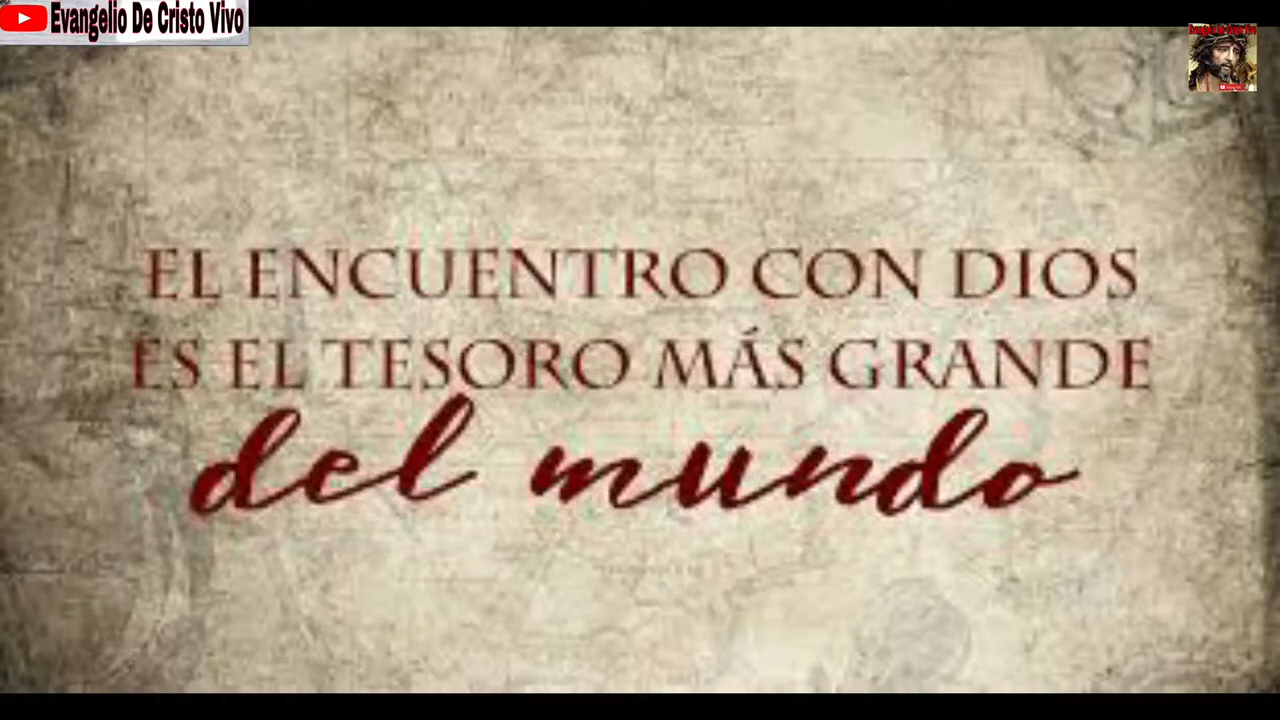 Evangelio De Cristo Vivo
EL ENCUENTRO CON DIOS
ES EL TESORO MÁS GRANDE
del mundo